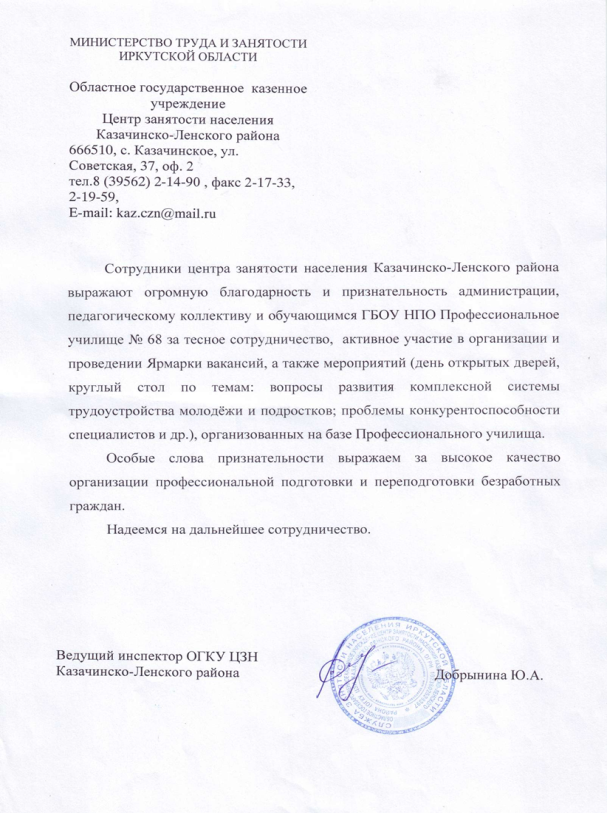 МИНИСТЕРСТВО ТРУДА И ЗАНЯТОСТИ
ИРКУТСКОЙ ОБЛАСТИ
Областное государственное казенное
учреждение
Центр занятости населения
Казачинско-Ленского района
666510, с. Казачинское, ул.
Советская, 37, оф. 2
тел.8 (39562) 2-14-90 , факс 2-17-33,
2-19-59,
E-mail: kaz.czn@mail.ru
Сотрудники центра занятости населения Казачинско-Ленского района
выражают огромную благодарность и признательность администрации,
педагогическому коллективу и обучающимся ГБОУ НПО Профессиональное
училище № 68 за тесное сотрудничество, активное участие в организации и
проведении Ярмарки вакансий, а также мероприятий (день открытых дверей,
круглый стол по темам: вопросы развития комплексной системы
трудоустройства молодёжи и подростков; проблемы конкурентоспособности
специалистов и др.), организованных на базе Профессионального училища.
Особые слова признательности выражаем за высокое качество
организации профессиональной подготовки и переподготовки безработных
граждан.
Надеемся на дальнейшее сотрудничество.
Ведущий инспектор ОГКУ ЦЗН
Казачинско-Ленского района
Добрынина Ю.А.
СЛУЖБА ЗАНЯТОСТИ НАСЕЛЕНИЯ ИРКУТСКОЙ ОБЛАСТИ